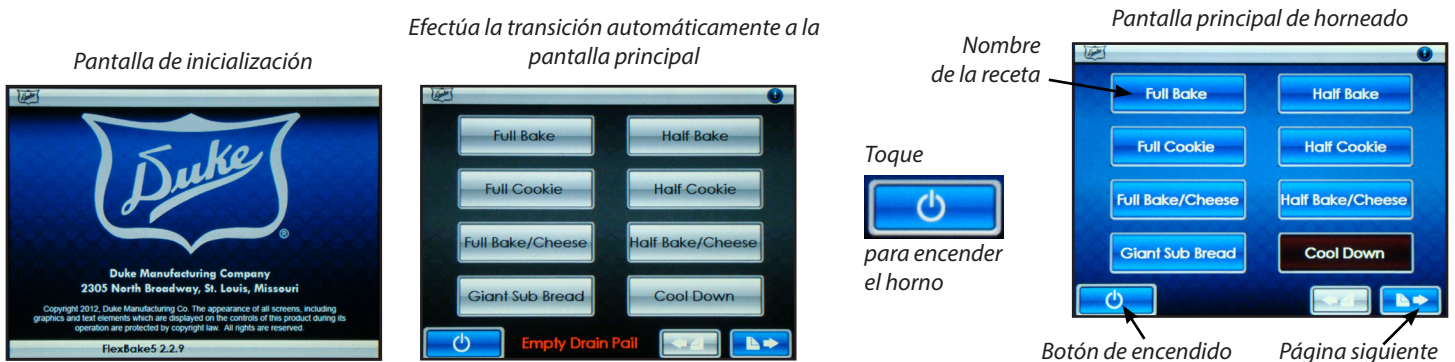 Pantalla de inicialización
Duke
Duke
®
Duke Manufacturing Company
2305 North Broadway, St. Louis, Missouri
Copyright 2012, Duke Manufacturing Co. The appearance of all screens, including
graphics and text elements which are displayed on the controls of this product during its
operation are protected by copyright law. All rights are reserved.
FlexBake5 2.2.9
Efectúa la transición automáticamente a la
pantalla principal
Duke
Full Bake Half Bake
Full Cookie Half Cookie
Full Bake/Cheese Half Bake/Cheese
Giant Sub Bread Cool Down
Empty Drain Pail
Toque
para encender
el horno
Pantalla principal de horneado
Nombre
de la receta
Duke
Full Bake Half Bake
Full Cookie Half Cookie
Full Bake/Cheese Half Bake/Cheese
Giant Sub Bread Cool Down
Botón de encendido Página siguiente